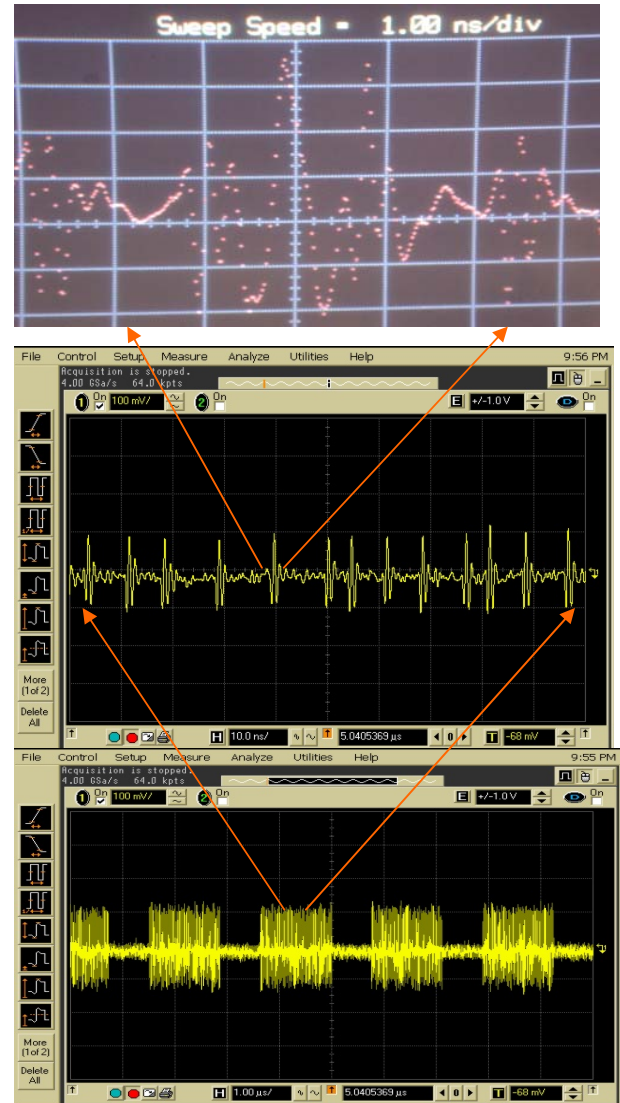 Sweep Speed = 1.00 ns/div
File Control Setup Measure Analyze Utilities Help 9:56 PM
Acquisition is stopped.
4.00 GSa/s 64.0 kpts
1 On 100 mV/ 2 On E +/-1.0 V D On
More
(1of 2)
Delete
All
H 10.0 ns/ 5.0405369 µs 0 T -68 mV
File Control Setup Measure Analyze Utilities Help 9:55 PM
Acquisition is stopped.
4.00 GSa/s 64.0 kpts
1 On 100 mV/ 2 On E +/-1.0 V D On
More
(1of 2)
Delete
All
H 1.00 µs/ 5.0405369 µs 0 T -68 mV